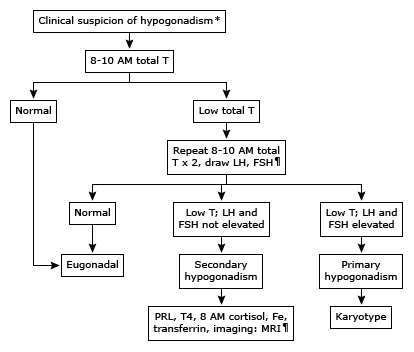 Clinical suspicion of hypogonadism*
8-10 AM total T
Normal
Low total T
Repeat 8-10 AM total
T x 2, draw LH, FSH¶
Normal
Low T; LH and
FSH not elevated
Low T; LH and
FSH elevated
Eugonadal
Secondary
hypogonadism
Primary
hypogonadism
PRL, T4, 8 AM cortisol, Fe,
transferrin, imaging: MRI¶
Karyotype